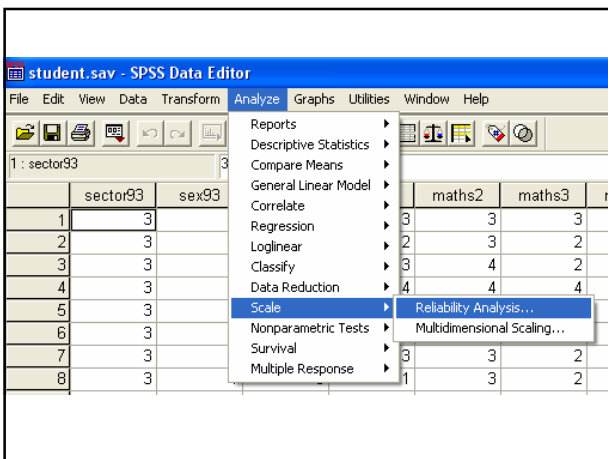 student.sav - SPSS Data Editor
File Edit View Data Transform Analyze Graphs Utilities Window Help
1 : sector93 3
Reports
Descriptive Statistics
Compare Means
General Linear Model
Correlate
Regression
Loglinear
Classify
Data Reduction
Scale
Nonparametric Tests
Survival
Multiple Response
Reliability Analysis...
Multidimensional Scaling...
sector93 sex93 maths2 maths3
1 3 3 3 3
2 3 2 3 2
3 3 3 4 2
4 3 4 4 4
5 3
6 3
7 3 3 3 2
8 3 1 3 2